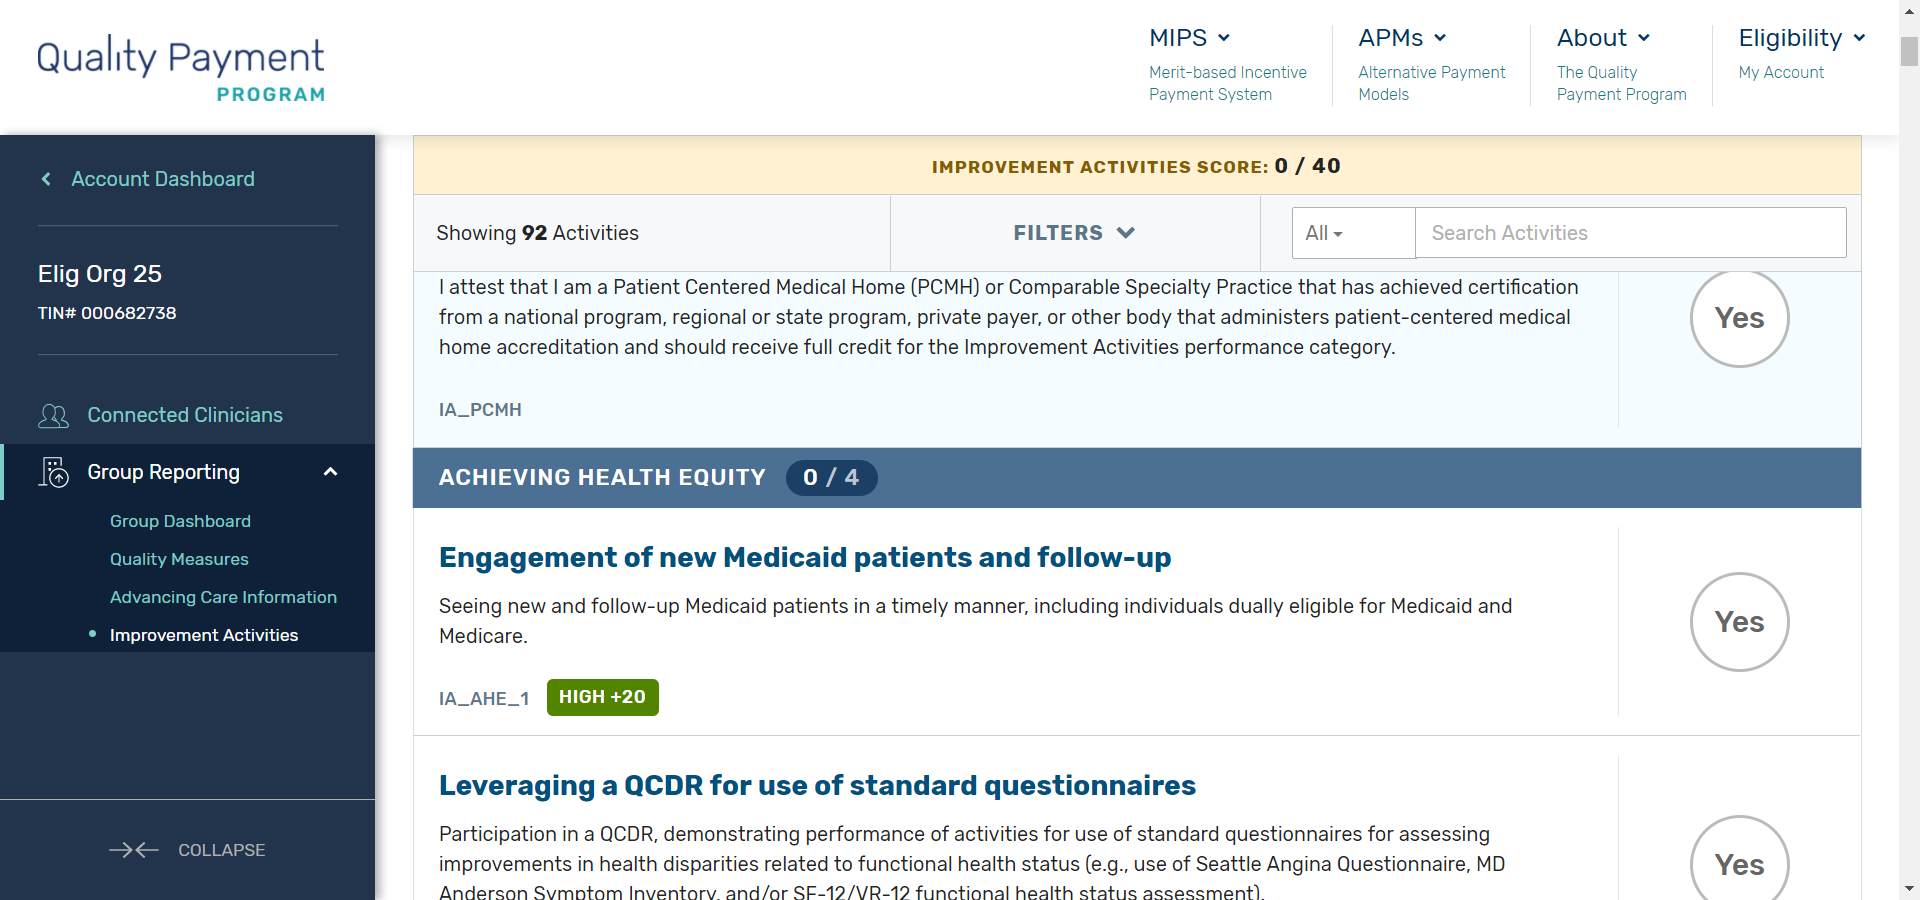 Quality Payment
PROGRAM
MIPS
Merit-based Incentive
Payment System
APMs
Alternative Payment
Models
About
The Quality
Payment Program
Eligibility
My Account
Account Dashboard
Elig Org 25
TIN# 000682738
Connected Clinicians
Group Reporting
Group Dashboard
Quality Measures
Advancing Care Information
Improvement Activities
COLLAPSE
IMPROVEMENT ACTIVITIES SCORE: 0 / 40
Showing 92 Activities
FILTERS
All
Search Activities
I attest that I am a Patient Centered Medical Home (PCMH) or Comparable Specialty Practice that has achieved certification
from a national program, regional or state program, private payer, or other body that administers patient-centered medical
home accreditation and should receive full credit for the Improvement Activities performance category.
IA_PCMH
Yes
ACHIEVING HEALTH EQUITY 0 / 4
Engagement of new Medicaid patients and follow-up
Seeing new and follow-up Medicaid patients in a timely manner, including individuals dually eligible for Medicaid and
Medicare.
IA_AHE_1 HIGH +20
Yes
Leveraging a QCDR for use of standard questionnaires
Participation in a QCDR, demonstrating performance of activities for use of standard questionnaires for assessing
improvements in health disparities related to functional health status (e.g., use of Seattle Angina Questionnaire, MD
Anderson Symptom Inventory, and/or SF-12/VR-12 functional health status assessment).
Yes